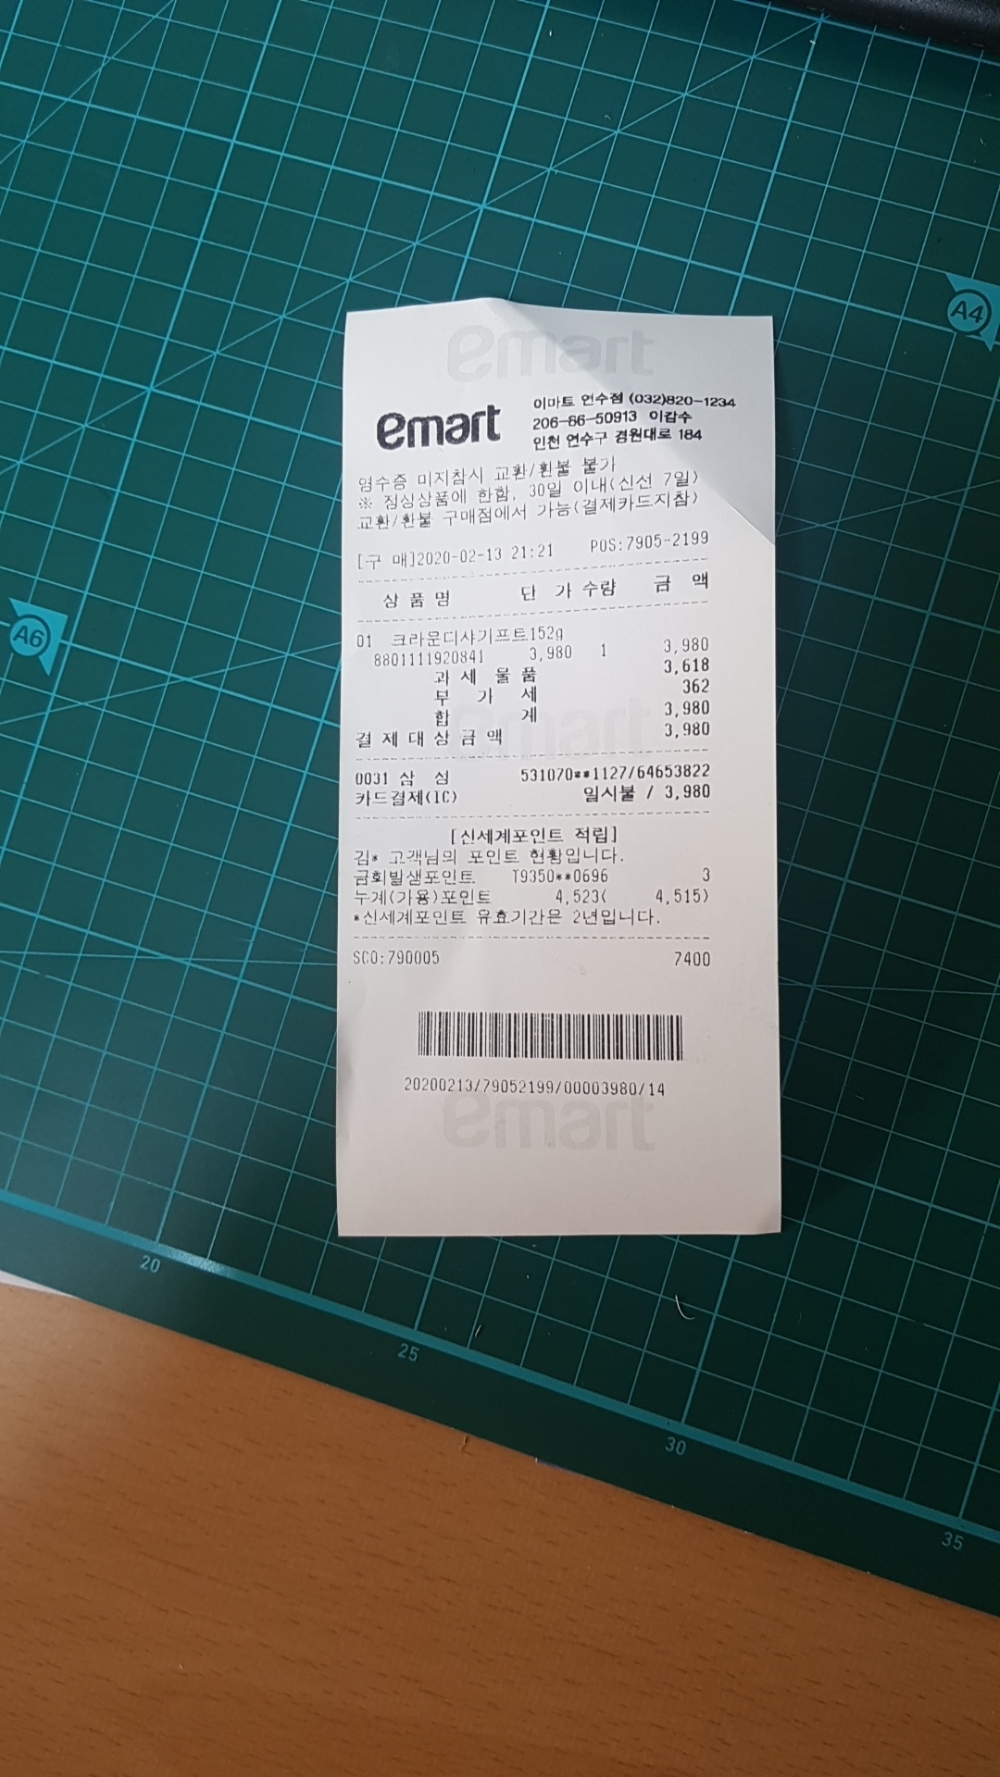 emart
emart
이마트 연수점 (032)820-1234
206-86-50913 이갑수
인천 연수구 경원대로 184
영수증 미지참시 교환/환불 불가
※ 정상상품에 한함, 30일 이내(신선 7일)
교환/환불 구매점에서 가능(결제카드지참)
[구 매]2020-02-13 21:21 POS:7905-2199
상 품 명 단 가 수량 금 액
01 크라운디샤기프트152g
8801111920841 3,980 1 3,980
과 세 물 품 3,618
부 가 세 362
합 계 3,980
emart
결 제 대 상 금 액 3,980
0031 삼 성 531070**1127/64653822
카드결제(IC) 일시불 / 3,980
[신세계포인트 적립]
김* 고객님의 포인트 현황입니다.
금회발생포인트 T9350**0696 3
누계(가용)포인트 4,523( 4,515)
*신세계포인트 유효기간은 2년입니다.
SCO:790005 7400
20200213/79052199/00003980/14
emart
A4
A6
20
25
30
35